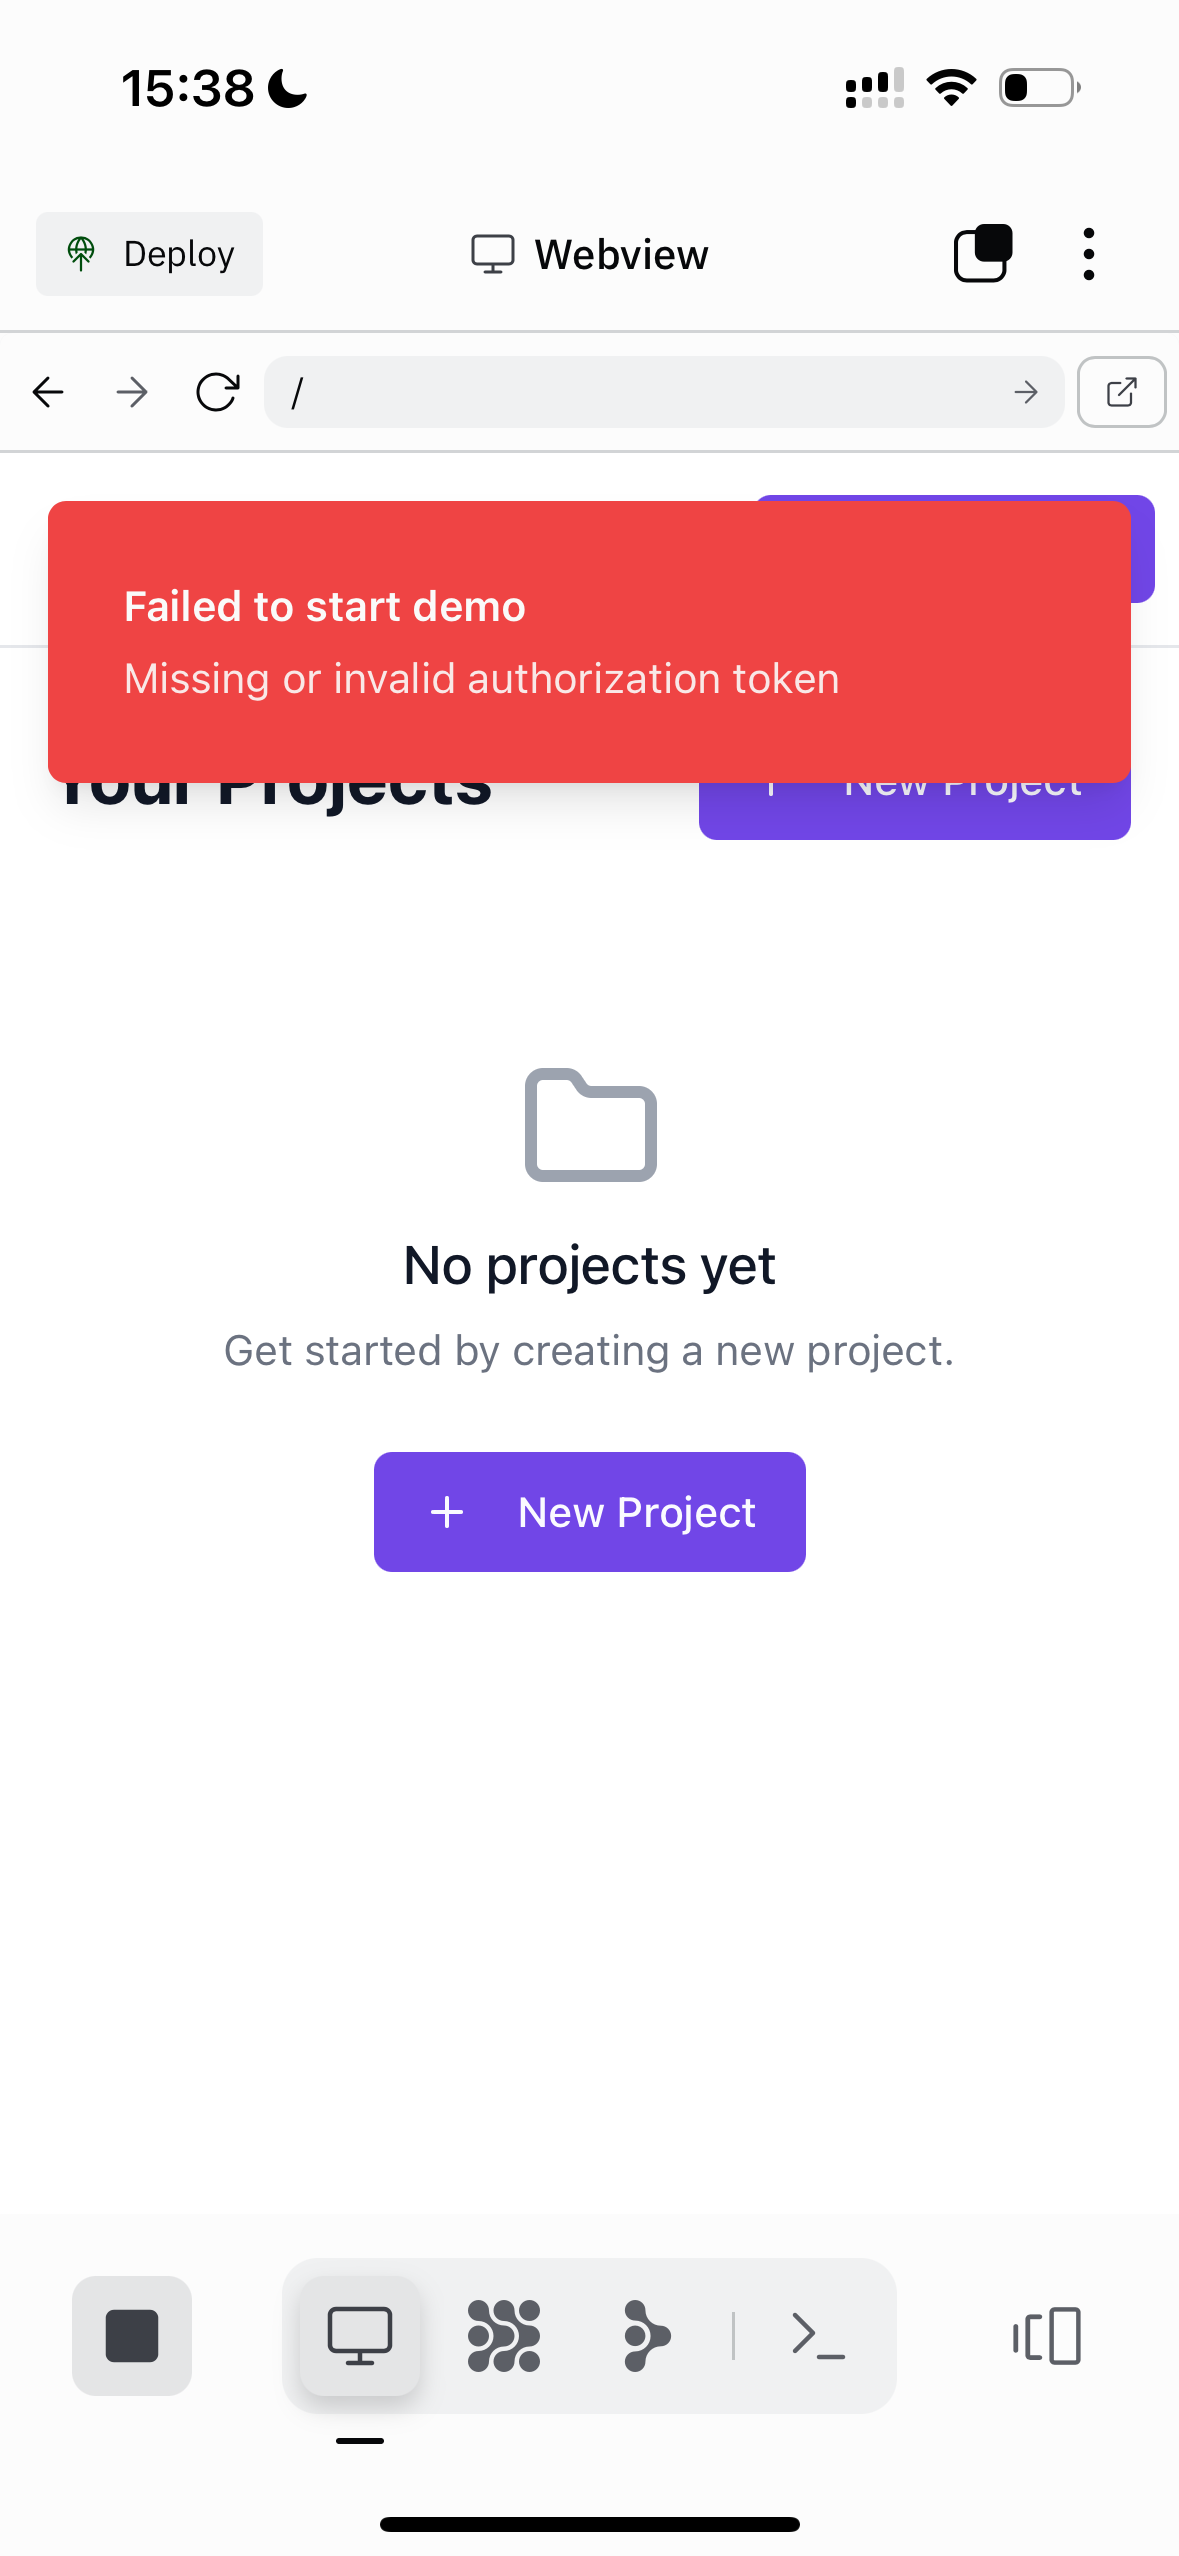 15:38
Deploy
Webview
/
Failed to start demo
Missing or invalid authorization token
Your Projects
New Project
No projects yet
Get started by creating a new project.
New Project